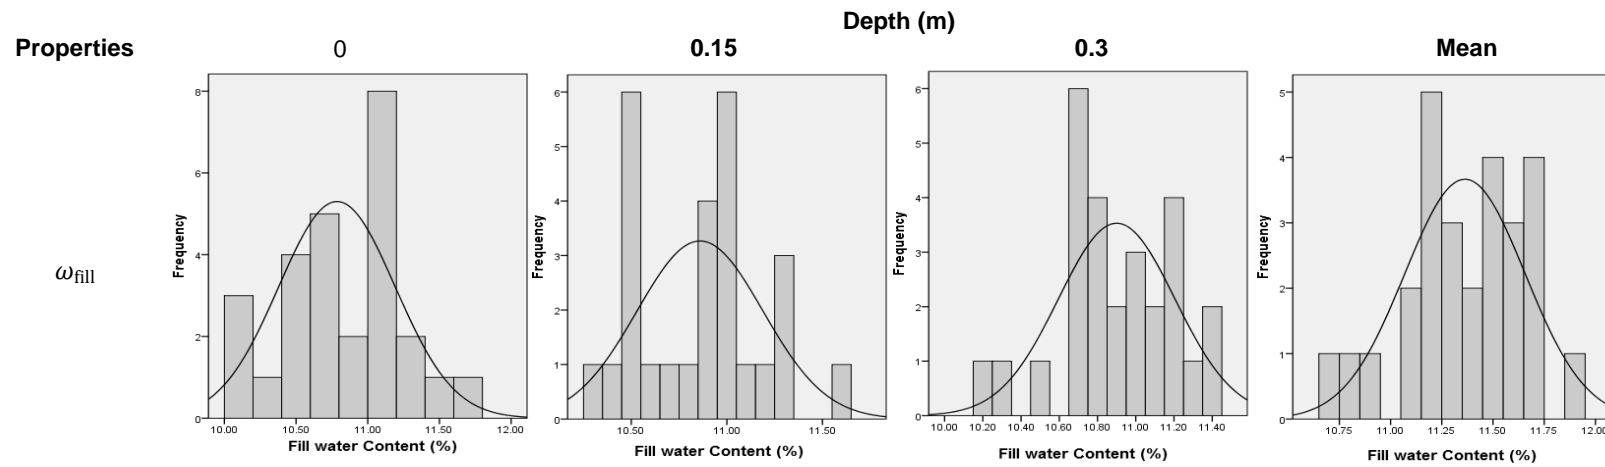 Depth (m)
Properties 0 0.15 0.3 Mean
ω fill
Frequency
8
6
4
2
0
10.00 10.50 11.00 11.50 12.00
Fill water Content (%)
Frequency
6
5
4
3
2
1
0
10.50 11.00 11.50
Fill water Content (%)
Frequency
6
5
4
3
2
1
0
10.00 10.20 10.40 10.60 10.80 11.00 11.20 11.40
Fill water Content (%)
Frequency
5
4
3
2
1
0
10.75 11.00 11.25 11.50 11.75 12.00
Fill water Content (%)